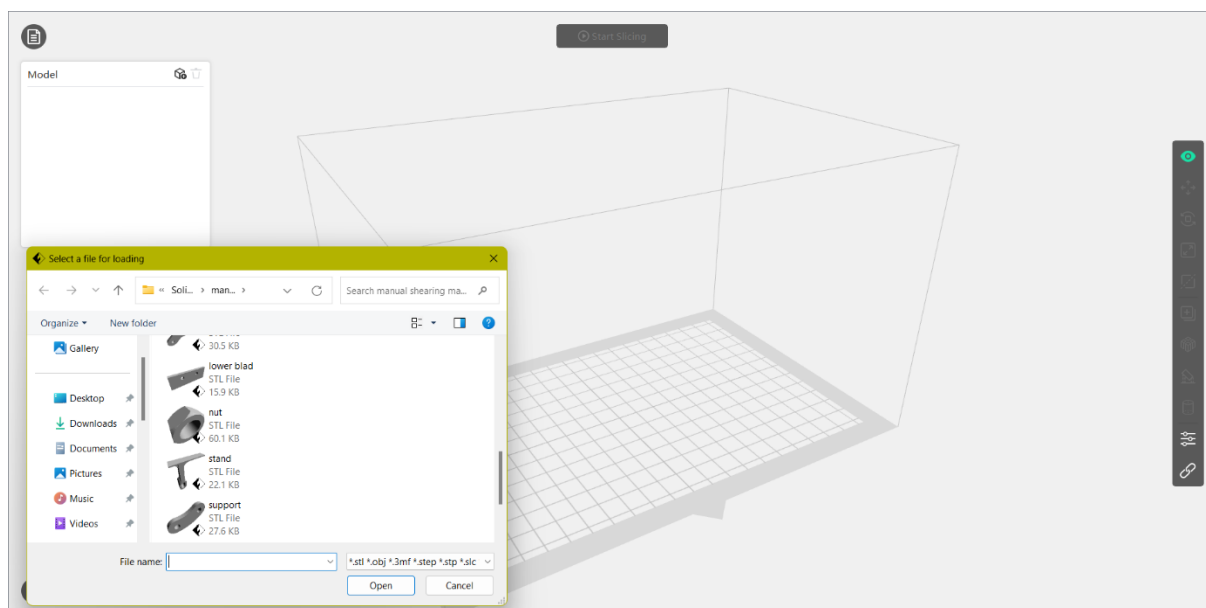 Start Slicing
Model
Select a file for loading
« Soli... › man... ›
Search manual shearing ma...
Organize
New folder
Gallery
Desktop
Downloads
Documents
Pictures
Music
Videos
30.5 KB
lower blad
STL File
15.9 KB
nut
STL File
60.1 KB
stand
STL File
22.1 KB
support
STL File
27.6 KB
File name:
*.stl *.obj *.3mf *.step *.stp *.slc
Open
Cancel